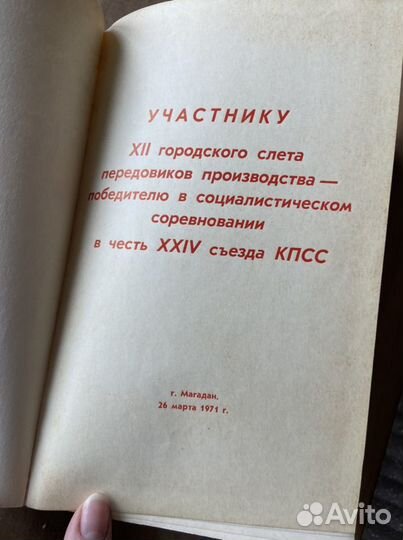 УЧАСТНИКУ
XII городского слета
передовиков производства —
победителю в социалистическом
соревновании
в честь XXIV съезда КПСС
г. Магадан.
26 марта 1971 г.
Avito